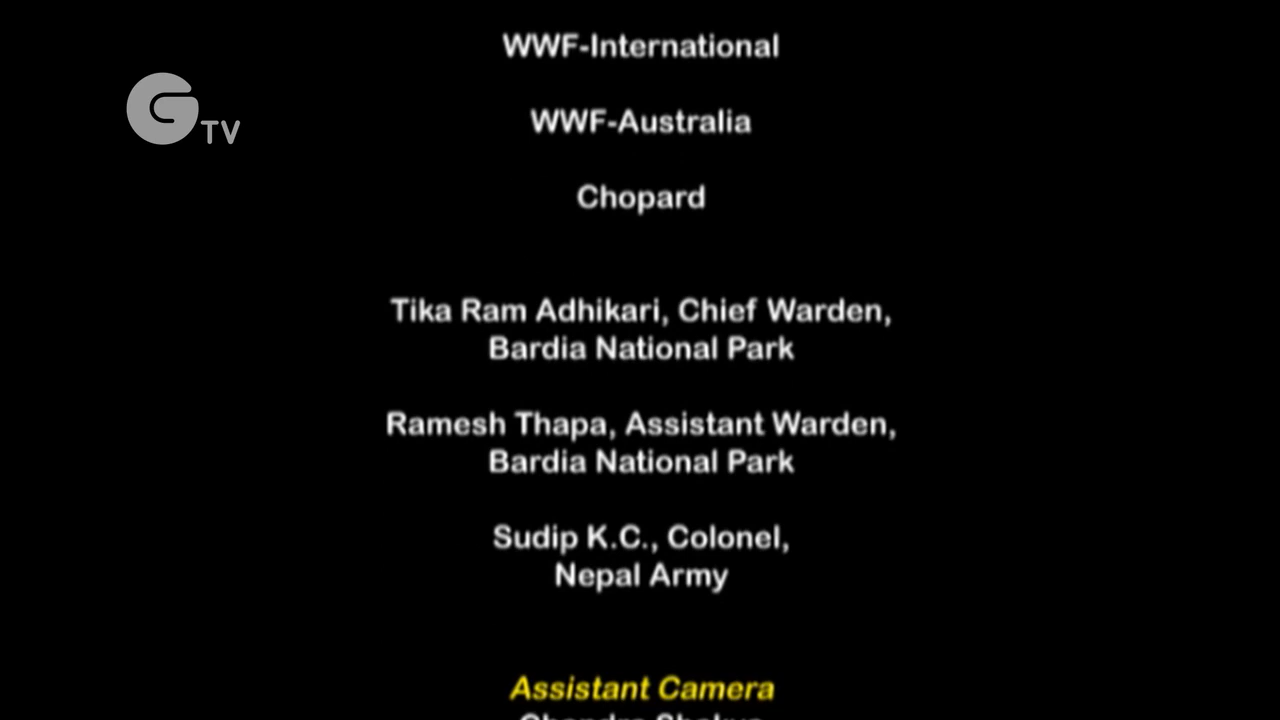 WWF-International
GTV
WWF-Australia
Chopard
Tika Ram Adhikari, Chief Warden,
Bardia National Park
Ramesh Thapa, Assistant Warden,
Bardia National Park
Sudip K.C., Colonel,
Nepal Army
Assistant Camera